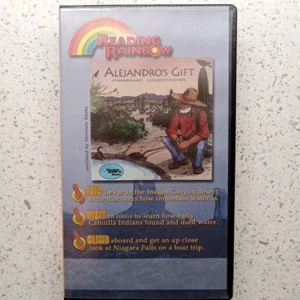 READING
RAINBOW
ALEJANDRO'S GIFT
JOIN LeVar in the Indian Canyon desert
as he discovers how important water is.
an oasis to learn how early
Cahuilla Indians found and used water.
CLIMB aboard and get an up close
look at Niagara Falls on a boat trip.